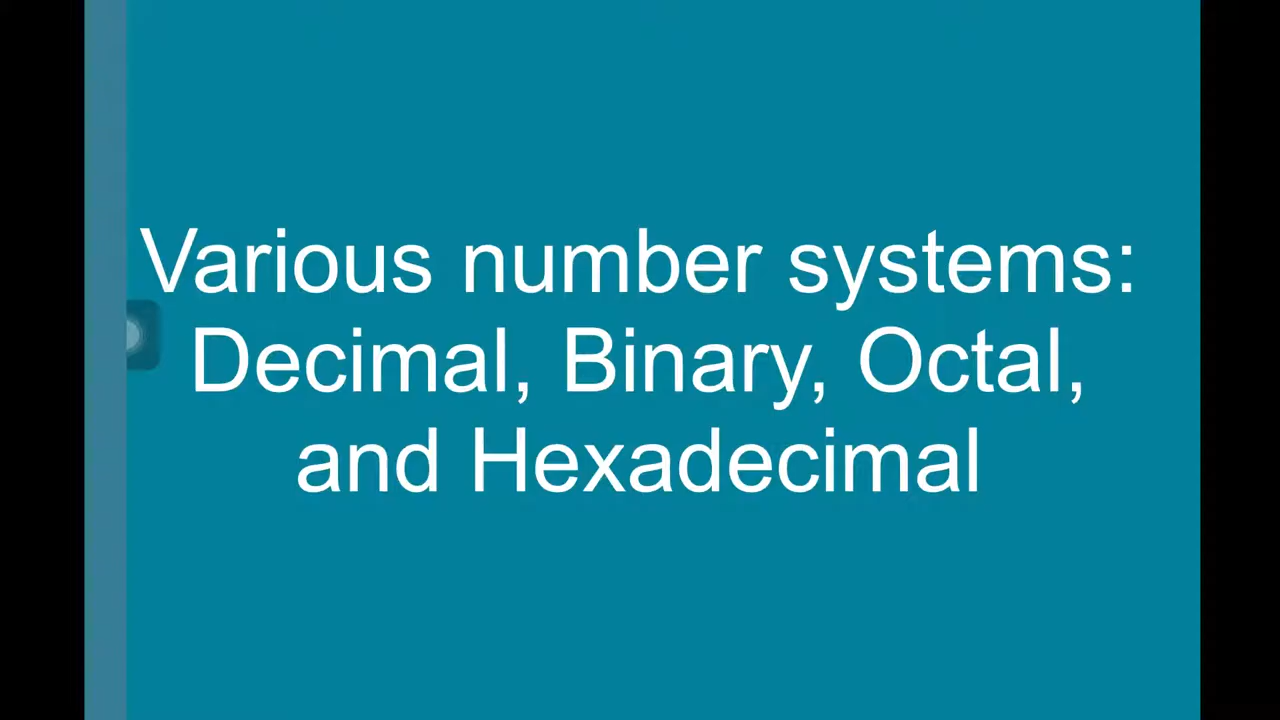 Various number systems:
Decimal, Binary, Octal,
and Hexadecimal